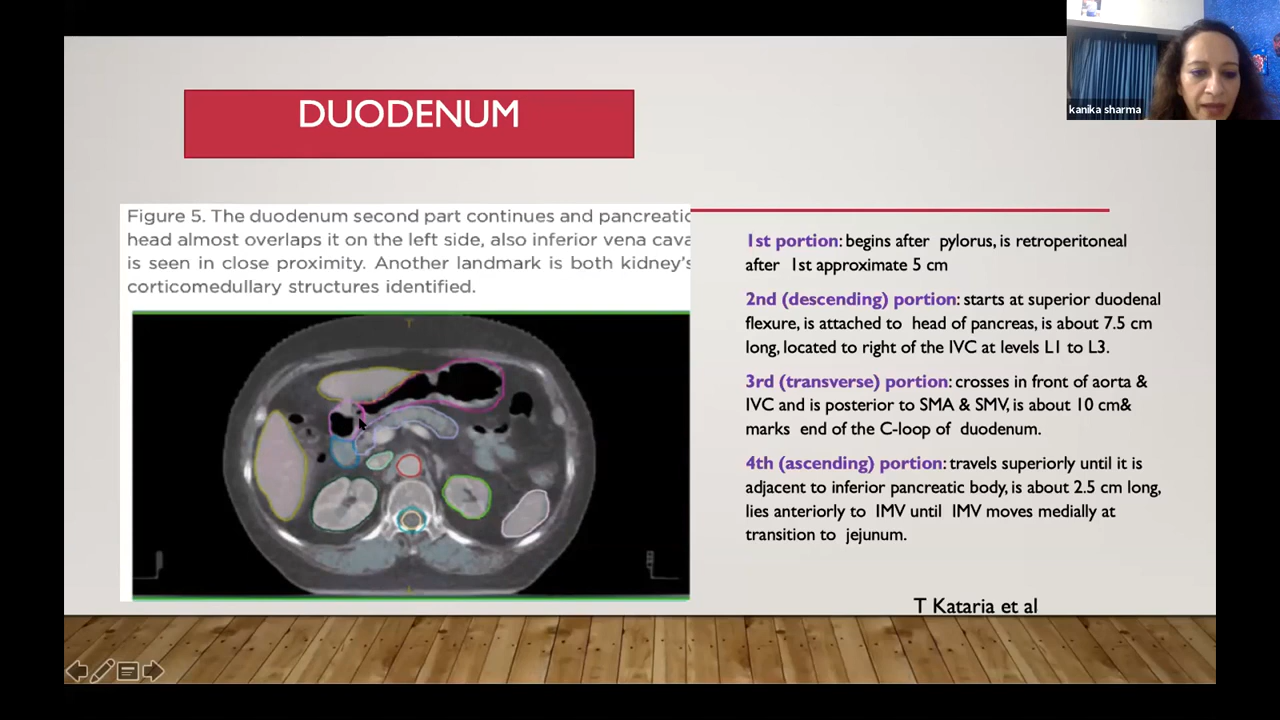 kanika sharma
DUODENUM
Figure 5. The duodenum second part continues and pancreatic
head almost overlaps it on the left side, also inferior vena cava
is seen in close proximity. Another landmark is both kidney's
corticomedullary structures identified.
1st portion: begins after pylorus, is retroperitoneal
after 1st approximate 5 cm
2nd (descending) portion: starts at superior duodenal
flexure, is attached to head of pancreas, is about 7.5 cm
long, located to right of the IVC at levels L1 to L3.
3rd (transverse) portion: crosses in front of aorta &
IVC and is posterior to SMA & SMV, is about 10 cm&
marks end of the C-loop of duodenum.
4th (ascending) portion: travels superiorly until it is
adjacent to inferior pancreatic body, is about 2.5 cm long,
lies anteriorly to IMV until IMV moves medially at
transition to jejunum.
T Kataria et al